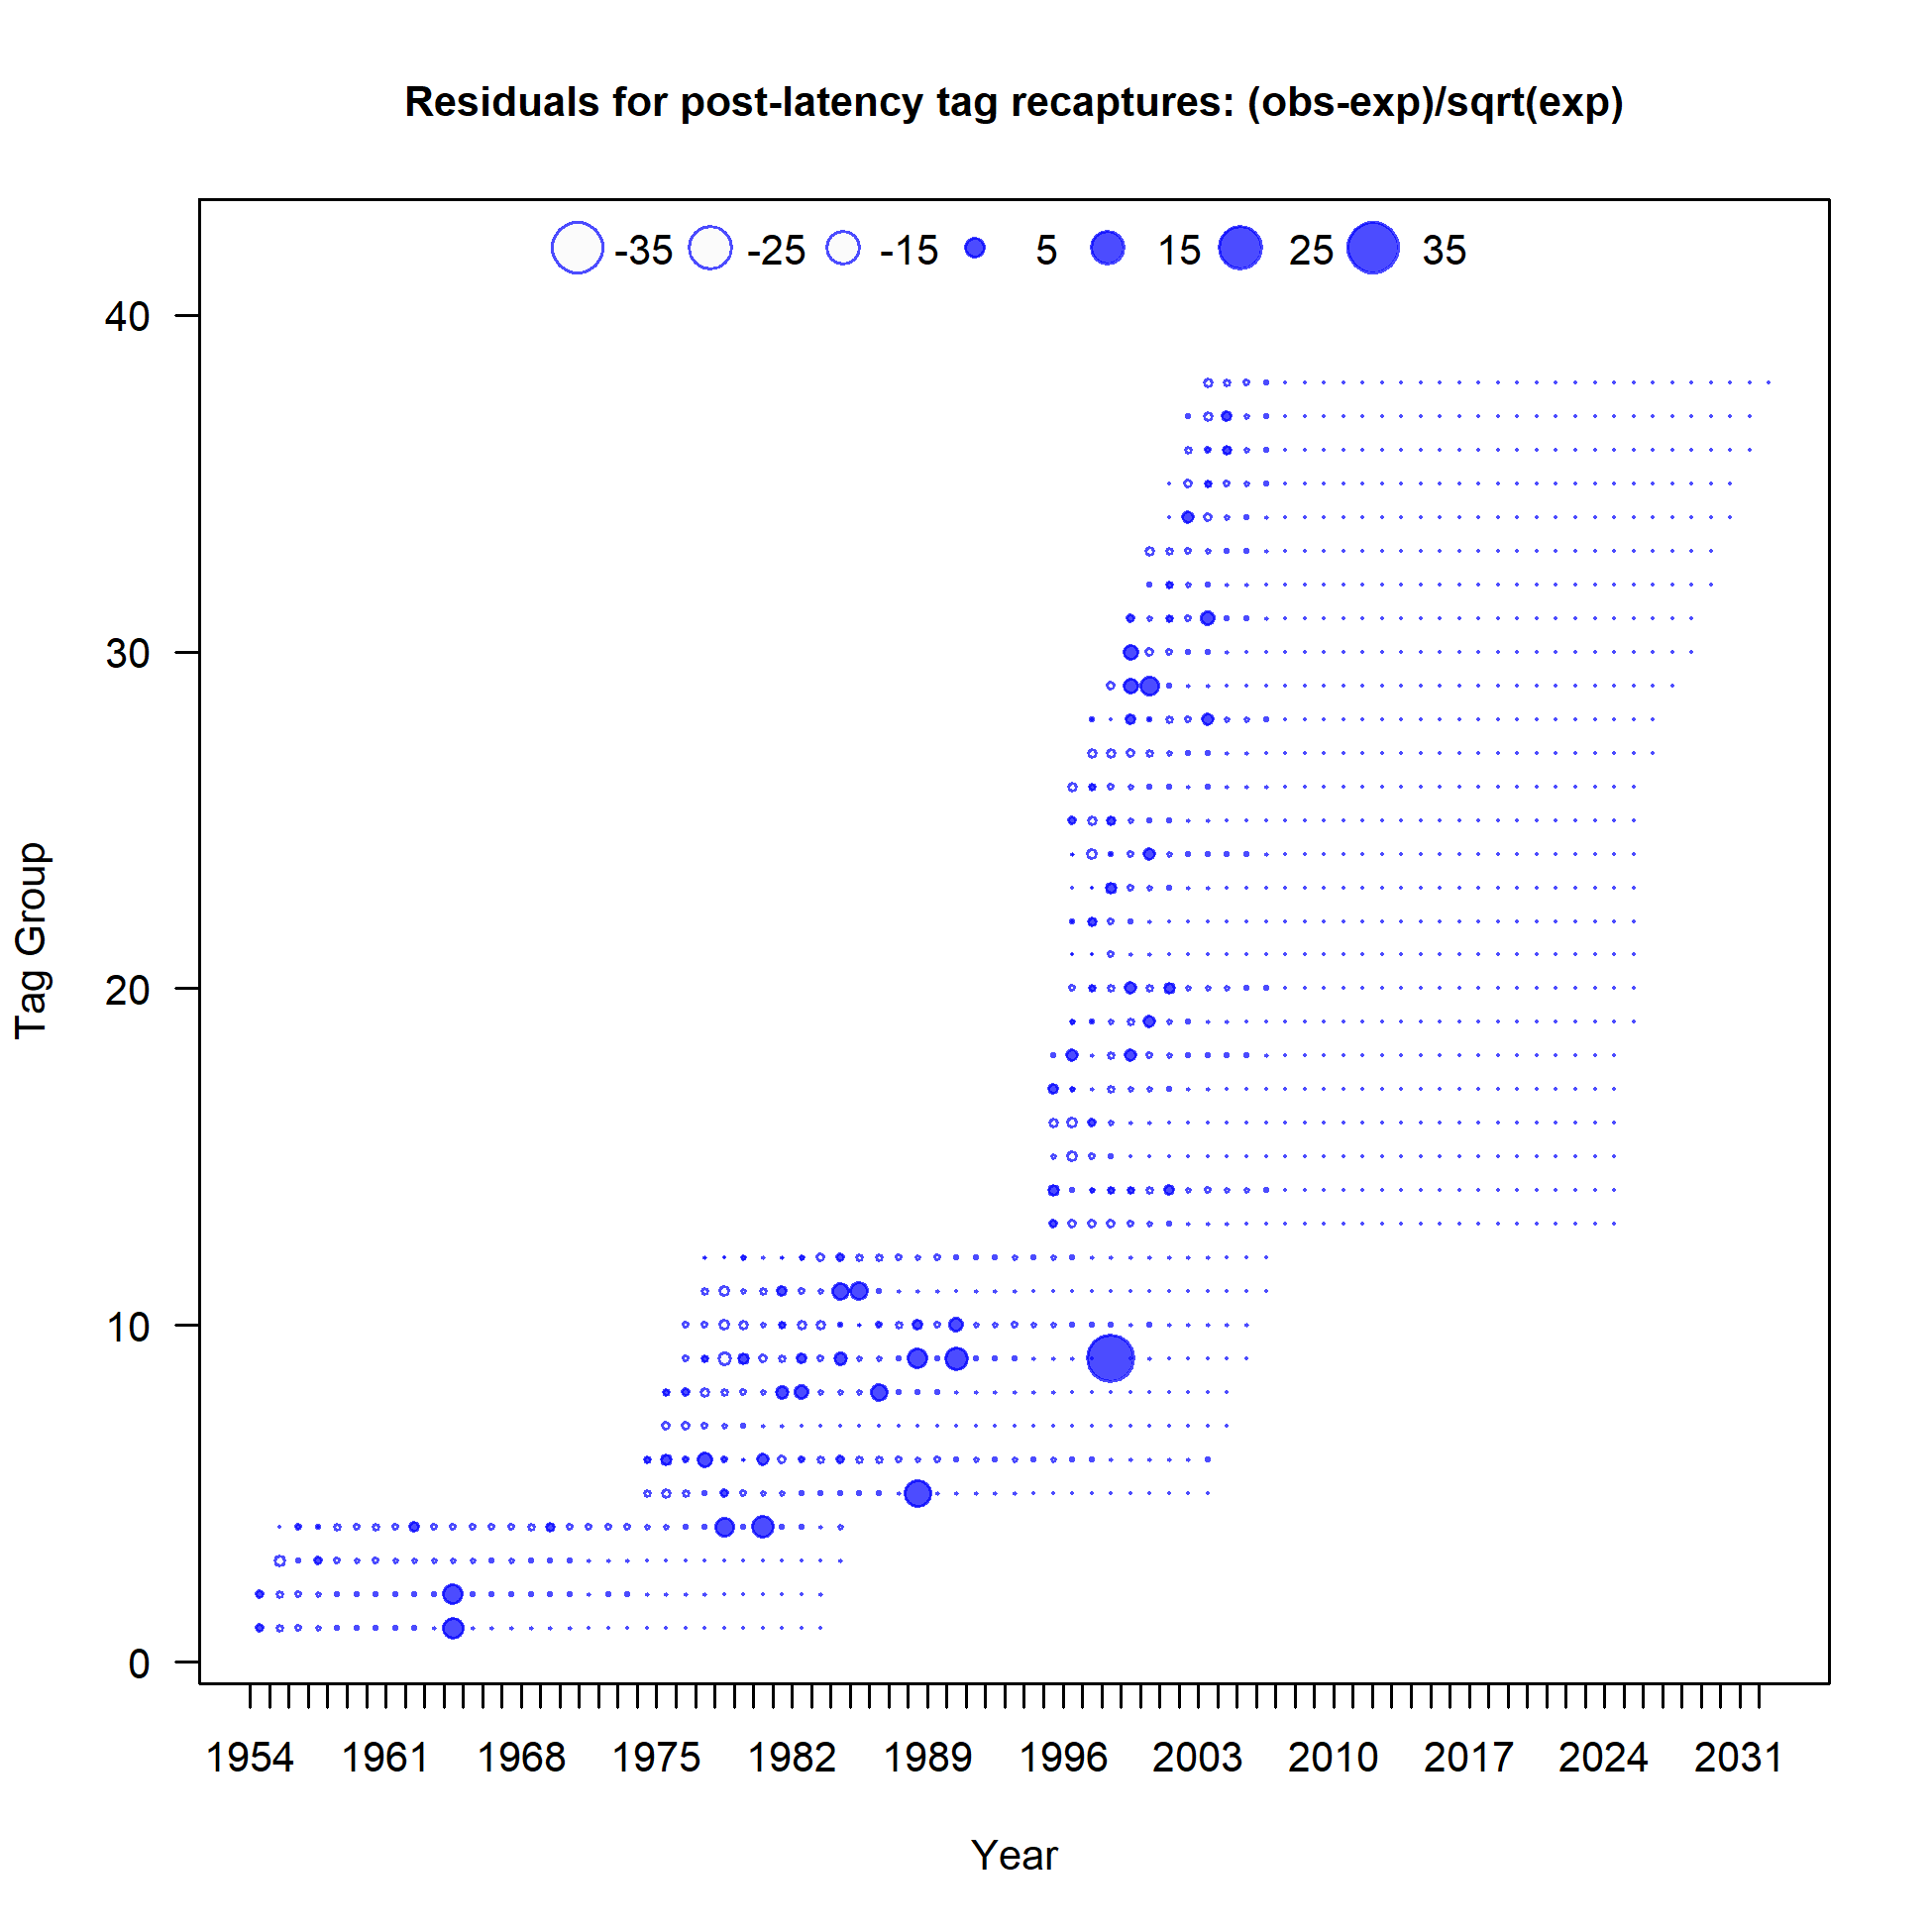 Residuals for post-latency tag recaptures: (obs-exp)/sqrt(exp)
-35 -25 -15 5 15 25 35
40
30
20
10
0
Tag Group
1954 1961 1968 1975 1982 1989 1996 2003 2010 2017 2024 2031
Year